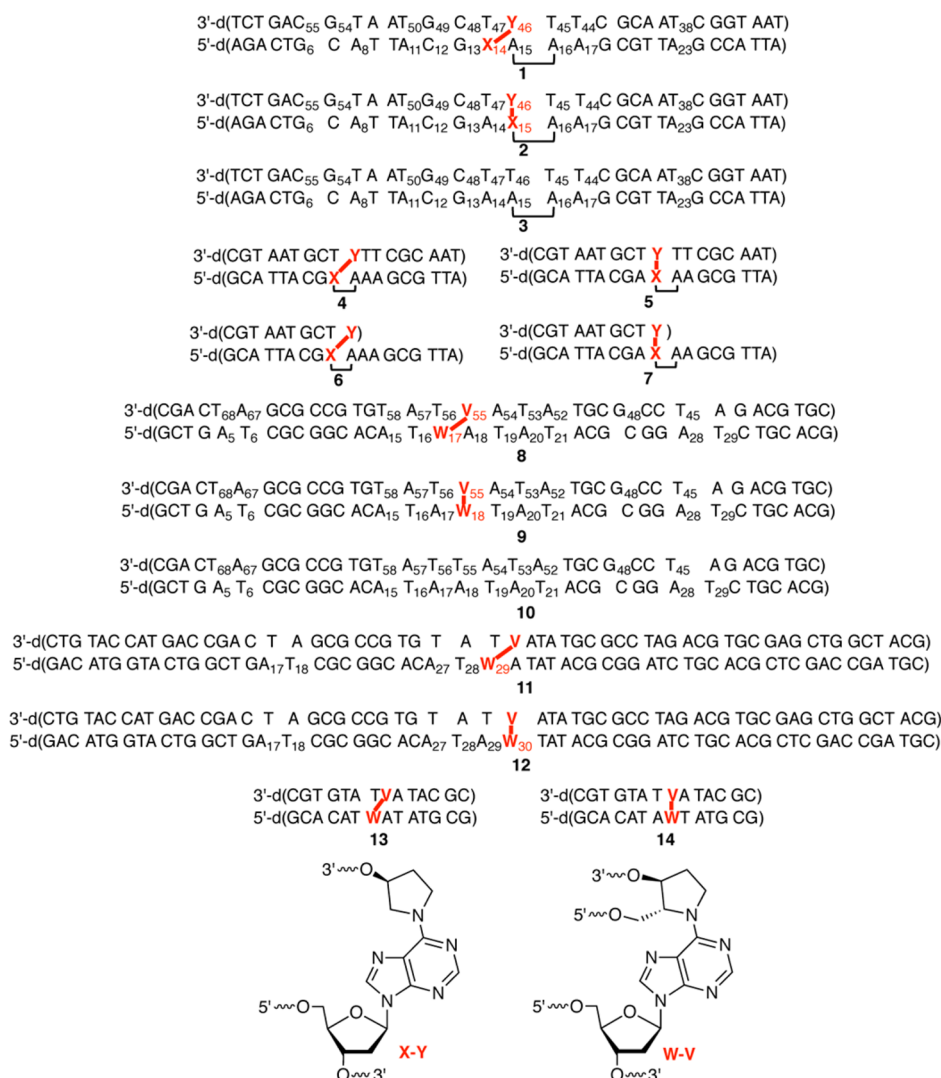 3'-d(TCT GAC55 G54T A AT50G49 C48T47Y46 T45T44C GCA AT38C GGT AAT)
5'-d(AGA CTG6 C A8T TA11C12 G13X14A15 A16A17G CGT TA23G CCA TTA)
1
3'-d(TCT GAC55 G54T A AT50G49 C48T47Y46 T45 T44C GCA AT38C GGT AAT)
5'-d(AGA CTG6 C A8T TA11C12 G13A14X15 A16A17G CGT TA23G CCA TTA)
2
3'-d(TCT GAC55 G54T A AT50G49 C48T47T46 T45 T44C GCA AT38C GGT AAT)
5'-d(AGA CTG6 C A8T TA11C12 G13A14A15 A16A17G CGT TA23G CCA TTA)
3
3'-d(CGT AAT GCT YTT CGC AAT)
5'-d(GCA TTA CGX AAA GCG TTA)
4
3'-d(CGT AAT GCT Y TT CGC AAT)
5'-d(GCA TTA CGA X AA GCG TTA)
5
3'-d(CGT AAT GCT Y)
5'-d(GCA TTA CGX AAA GCG TTA)
6
3'-d(CGT AAT GCT Y )
5'-d(GCA TTA CGA X AA GCG TTA)
7
3'-d(CGA CT68A67 GCG CCG TGT58 A57T56 V55 A54T53A52 TGC G48CC T45 A G ACG TGC)
5'-d(GCT G A5 T6 CGC GGC ACA15 T16W17A18 T19A20T21 ACG C GG A28 T29C TGC ACG)
8
3'-d(CGA CT68A67 GCG CCG TGT58 A57T56 V55 A54T53A52 TGC G48CC T45 A G ACG TGC)
5'-d(GCT G A5 T6 CGC GGC ACA15 T16A17W18 T19A20T21 ACG C GG A28 T29C TGC ACG)
9
3'-d(CGA CT68A67 GCG CCG TGT58 A57T56T55 A54T53A52 TGC G48CC T45 A G ACG TGC)
5'-d(GCT G A5 T6 CGC GGC ACA15 T16A17A18 T19A20T21 ACG C GG A28 T29C TGC ACG)
10
3'-d(CTG TAC CAT GAC CGA C T A GCG CCG TG T A T V ATA TGC GCC TAG ACG TGC GAG CTG GCT ACG)
5'-d(GAC ATG GTA CTG GCT GA17T18 CGC GGC ACA27 T28W29A TAT ACG CGG ATC TGC ACG CTC GAC CGA TGC)
11
3'-d(CTG TAC CAT GAC CGA C T A GCG CCG TG T A T V ATA TGC GCC TAG ACG TGC GAG CTG GCT ACG)
5'-d(GAC ATG GTA CTG GCT GA17T18 CGC GGC ACA27 T28A29W30 TAT ACG CGG ATC TGC ACG CTC GAC CGA TGC)
12
3'-d(CGT GTA TVA TAC GC)
5'-d(GCA CAT WAT ATG CG)
13
3'-d(CGT GTA T VA TAC GC)
5'-d(GCA CAT A WT ATG CG)
14
3' O
N
N
N
N
N
5' O
O
O 3'
X-Y
3' O
5' O
N
N
N
N
N
5' O
O
O 3'
W-V